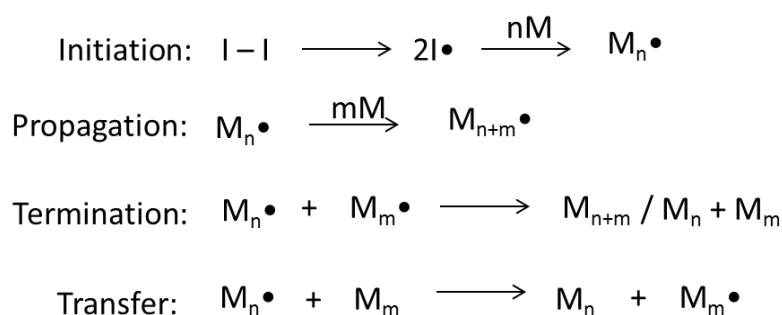 Initiation: I – I ⟶ 2I• nM ⟶ Mₙ•
Propagation: Mₙ• mM ⟶ Mₙ₊ₘ•
Termination: Mₙ• + Mₘ• ⟶ Mₙ₊ₘ / Mₙ + Mₘ
Transfer: Mₙ• + Mₘ ⟶ Mₙ + Mₘ•